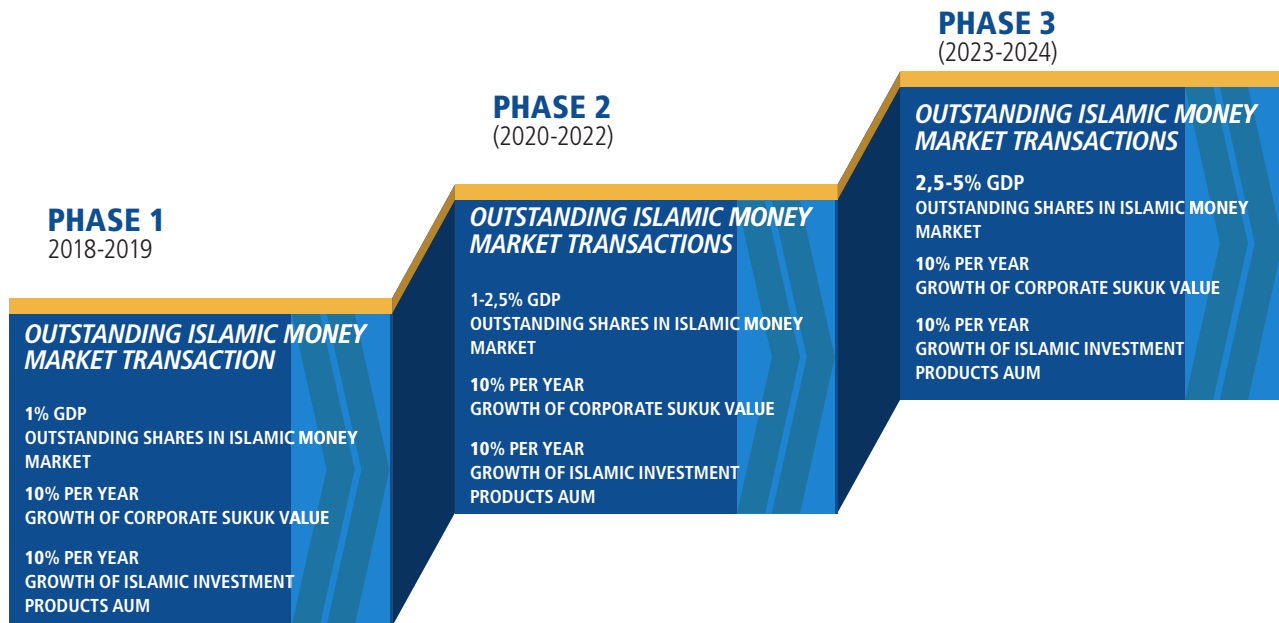 PHASE 1
2018-2019
OUTSTANDING ISLAMIC MONEY
MARKET TRANSACTION
1% GDP
OUTSTANDING SHARES IN ISLAMIC MONEY
MARKET
10% PER YEAR
GROWTH OF CORPORATE SUKUK VALUE
10% PER YEAR
GROWTH OF ISLAMIC INVESTMENT
PRODUCTS AUM
PHASE 2
(2020-2022)
OUTSTANDING ISLAMIC MONEY
MARKET TRANSACTIONS
1-2,5% GDP
OUTSTANDING SHARES IN ISLAMIC MONEY
MARKET
10% PER YEAR
GROWTH OF CORPORATE SUKUK VALUE
10% PER YEAR
GROWTH OF ISLAMIC INVESTMENT
PRODUCTS AUM
PHASE 3
(2023-2024)
OUTSTANDING ISLAMIC MONEY
MARKET TRANSACTIONS
2,5-5% GDP
OUTSTANDING SHARES IN ISLAMIC MONEY
MARKET
10% PER YEAR
GROWTH OF CORPORATE SUKUK VALUE
10% PER YEAR
GROWTH OF ISLAMIC INVESTMENT
PRODUCTS AUM